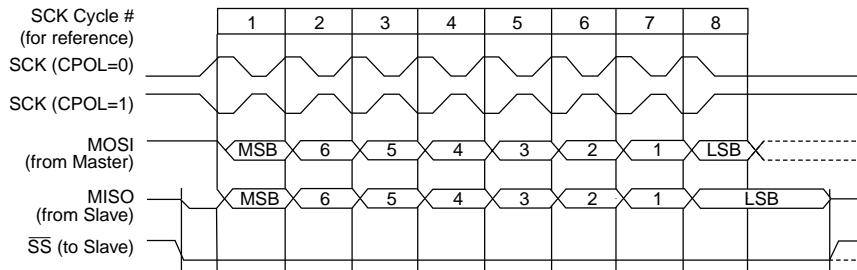 SCK Cycle #
(for reference)
1 2 3 4 5 6 7 8
SCK (CPOL=0)
SCK (CPOL=1)
MOSI
(from Master)
MSB 6 5 4 3 2 1 LSB
MISO
(from Slave)
MSB 6 5 4 3 2 1 LSB
S̅S̅ (to Slave)